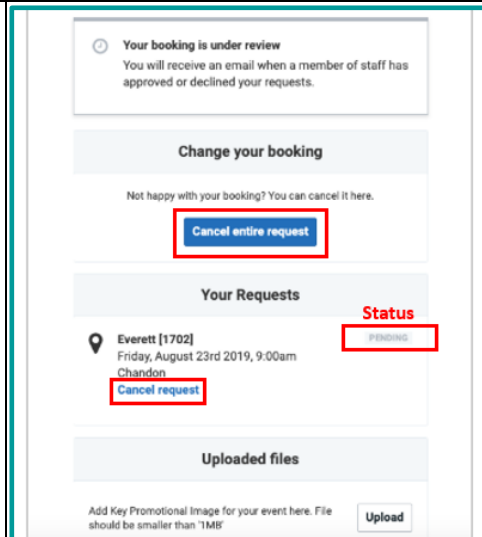 Your booking is under review
You will receive an email when a member of staff has
approved or declined your requests.
Change your booking
Not happy with your booking? You can cancel it here.
Cancel entire request
Your Requests
Status
Everett [1702]
PENDING
Friday, August 23rd 2019, 9:00am
Chandon
Cancel request
Uploaded files
Add Key Promotional Image for your event here. File
should be smaller than '1MB'
Upload